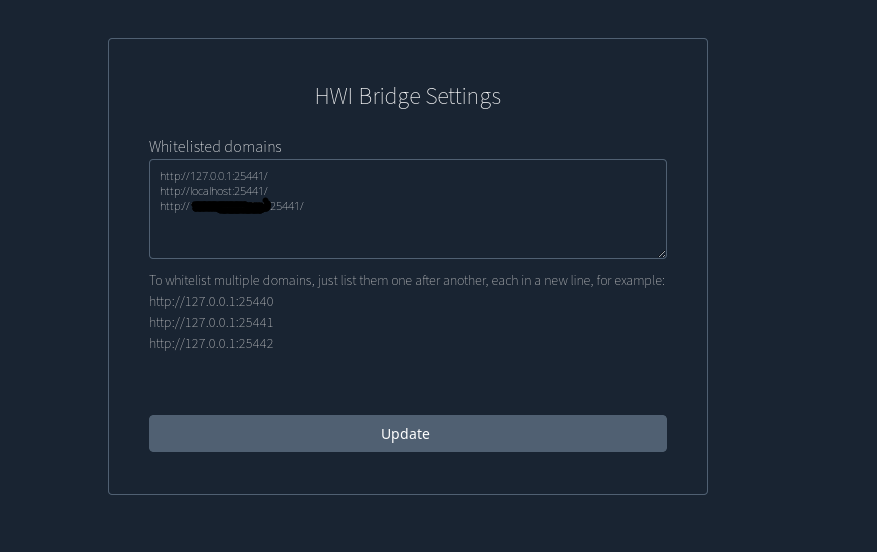 HWI Bridge Settings
Whitelisted domains
http://127.0.0.1:25441/
http://localhost:25441/
http:// 25441/
To whitelist multiple domains, just list them one after another, each in a new line, for example:
http://127.0.0.1:25440
http://127.0.0.1:25441
http://127.0.0.1:25442
Update